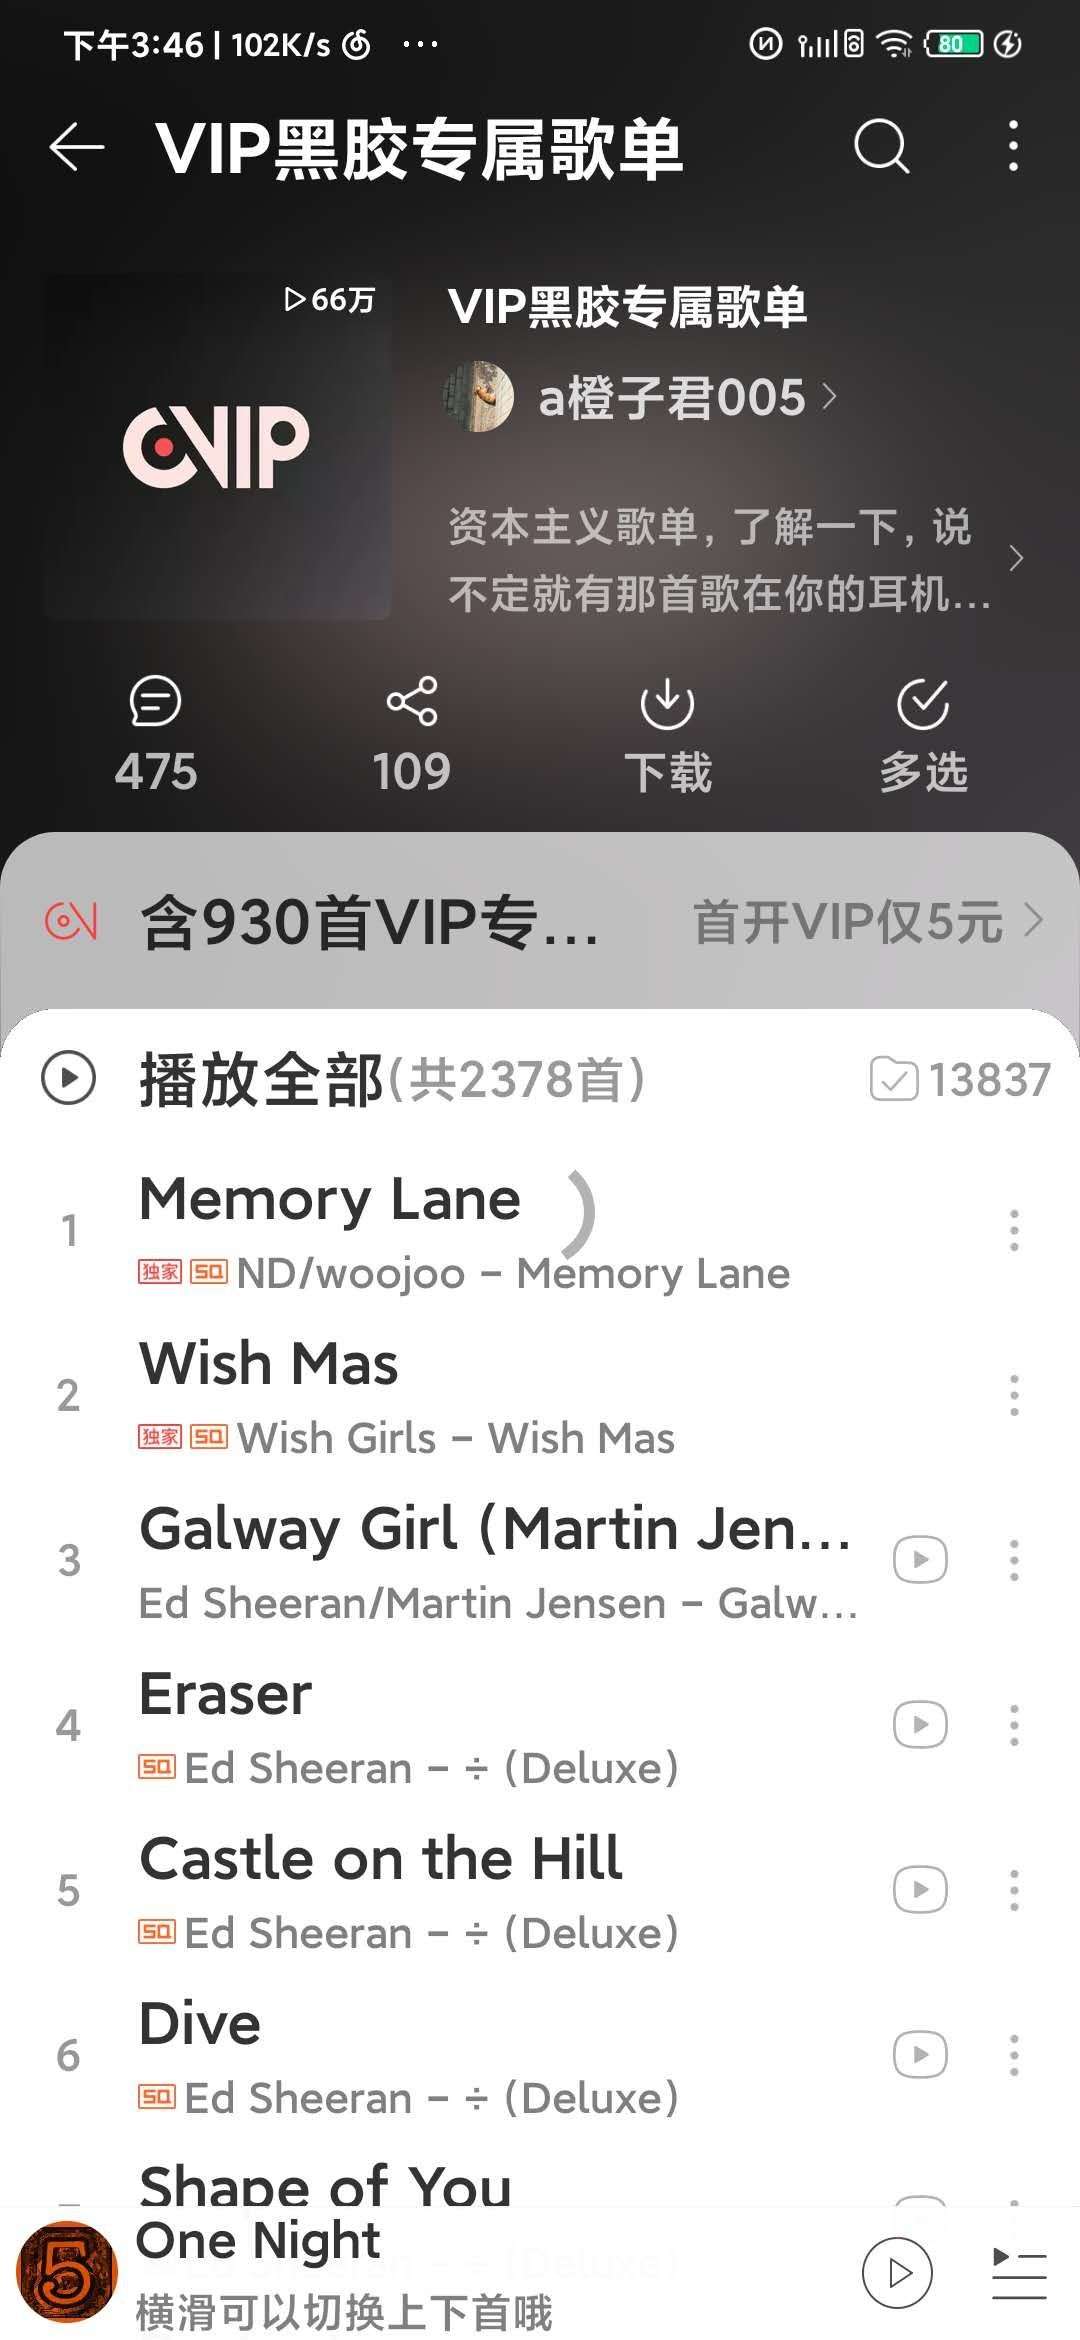 下午3:46 | 102K/s ...
80
VIP黑胶专属歌单
66万
VIP黑胶专属歌单
VIP
a橙子君005
资本主义歌单，了解一下，说
不定就有那首歌在你的耳机...
475
109
下载
多选
含930首VIP专...
首开VIP仅5元
播放全部(共2378首)
13837
1
Memory Lane
独家 SQ ND/woojoo - Memory Lane
2
Wish Mas
独家 SQ Wish Girls - Wish Mas
3
Galway Girl (Martin Jen...
Ed Sheeran/Martin Jensen - Galw...
4
Eraser
SQ Ed Sheeran - ÷ (Deluxe)
5
Castle on the Hill
SQ Ed Sheeran - ÷ (Deluxe)
6
Dive
SQ Ed Sheeran - ÷ (Deluxe)
Shape of You
5
One Night
横滑可以切换上下首哦